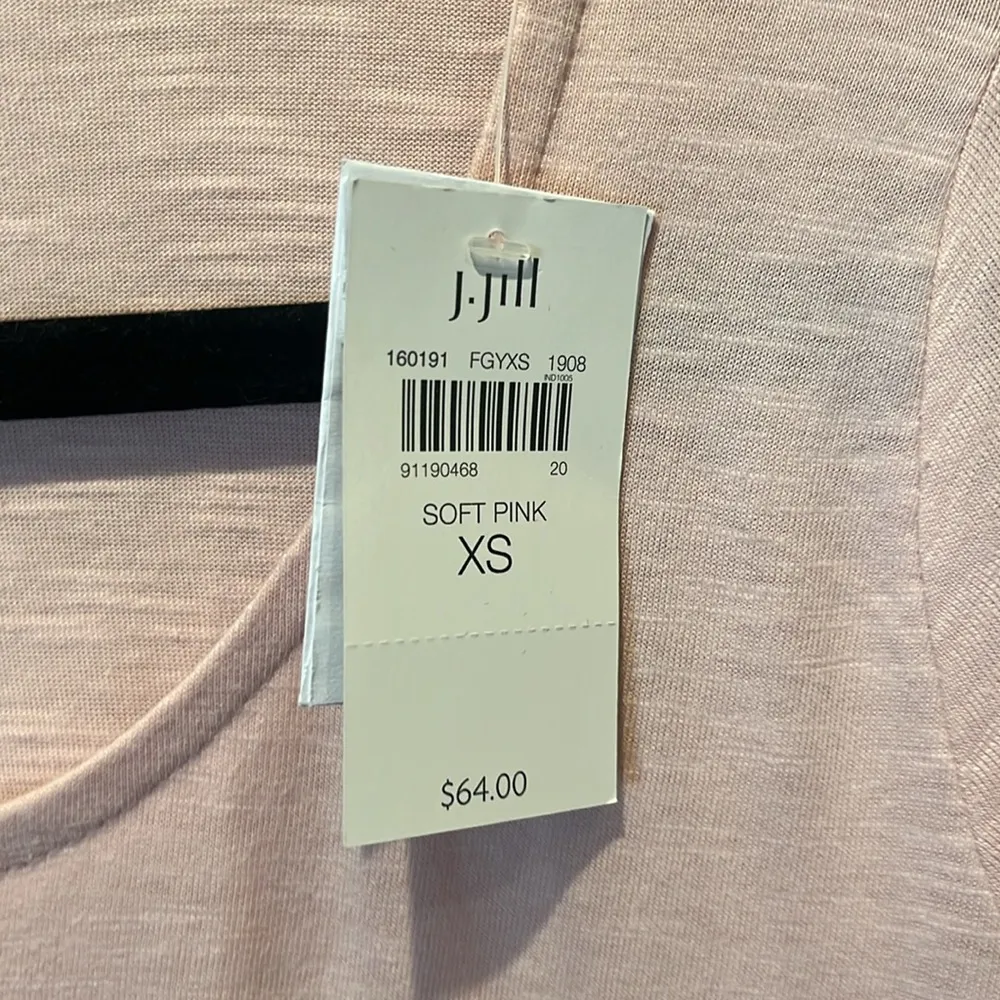 j.jill
160191 FGYXS 1908
IND1005
91190468 20
SOFT PINK
XS
$64.00